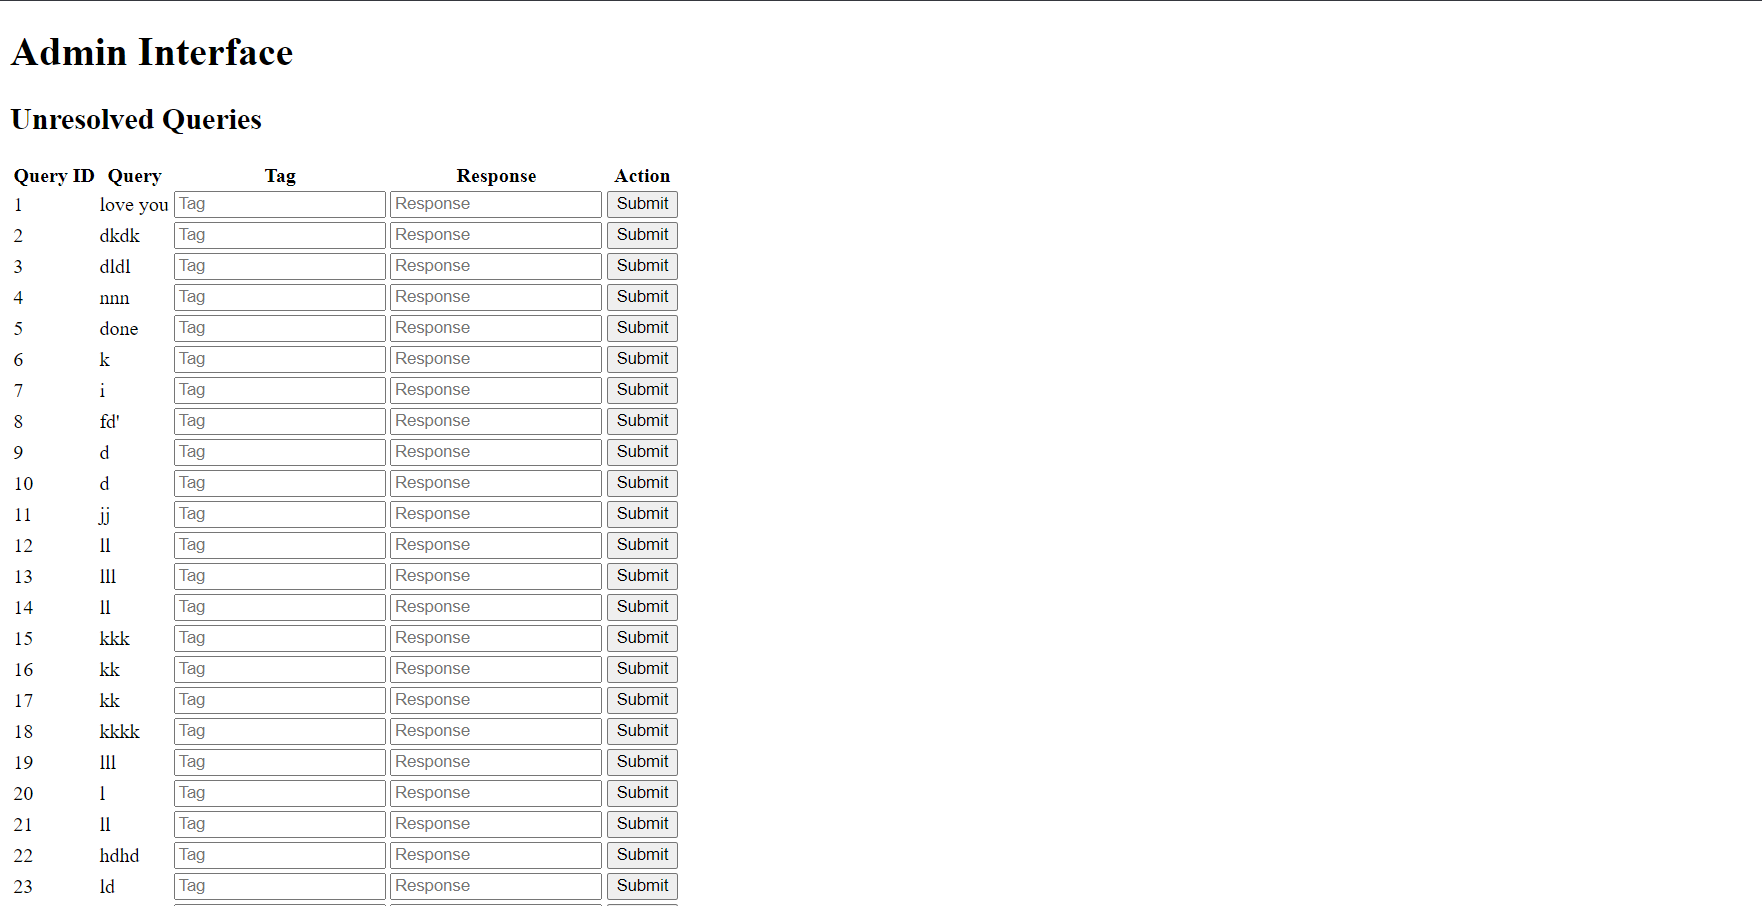 Admin Interface
Unresolved Queries
Query ID Query Tag Response Action
1 love you Tag Response Submit
2 dkdk Tag Response Submit
3 dldl Tag Response Submit
4 nnn Tag Response Submit
5 done Tag Response Submit
6 k Tag Response Submit
7 i Tag Response Submit
8 fd' Tag Response Submit
9 d Tag Response Submit
10 d Tag Response Submit
11 jj Tag Response Submit
12 ll Tag Response Submit
13 lll Tag Response Submit
14 ll Tag Response Submit
15 kkk Tag Response Submit
16 kk Tag Response Submit
17 kk Tag Response Submit
18 kkkk Tag Response Submit
19 lll Tag Response Submit
20 l Tag Response Submit
21 ll Tag Response Submit
22 hdhd Tag Response Submit
23 ld Tag Response Submit